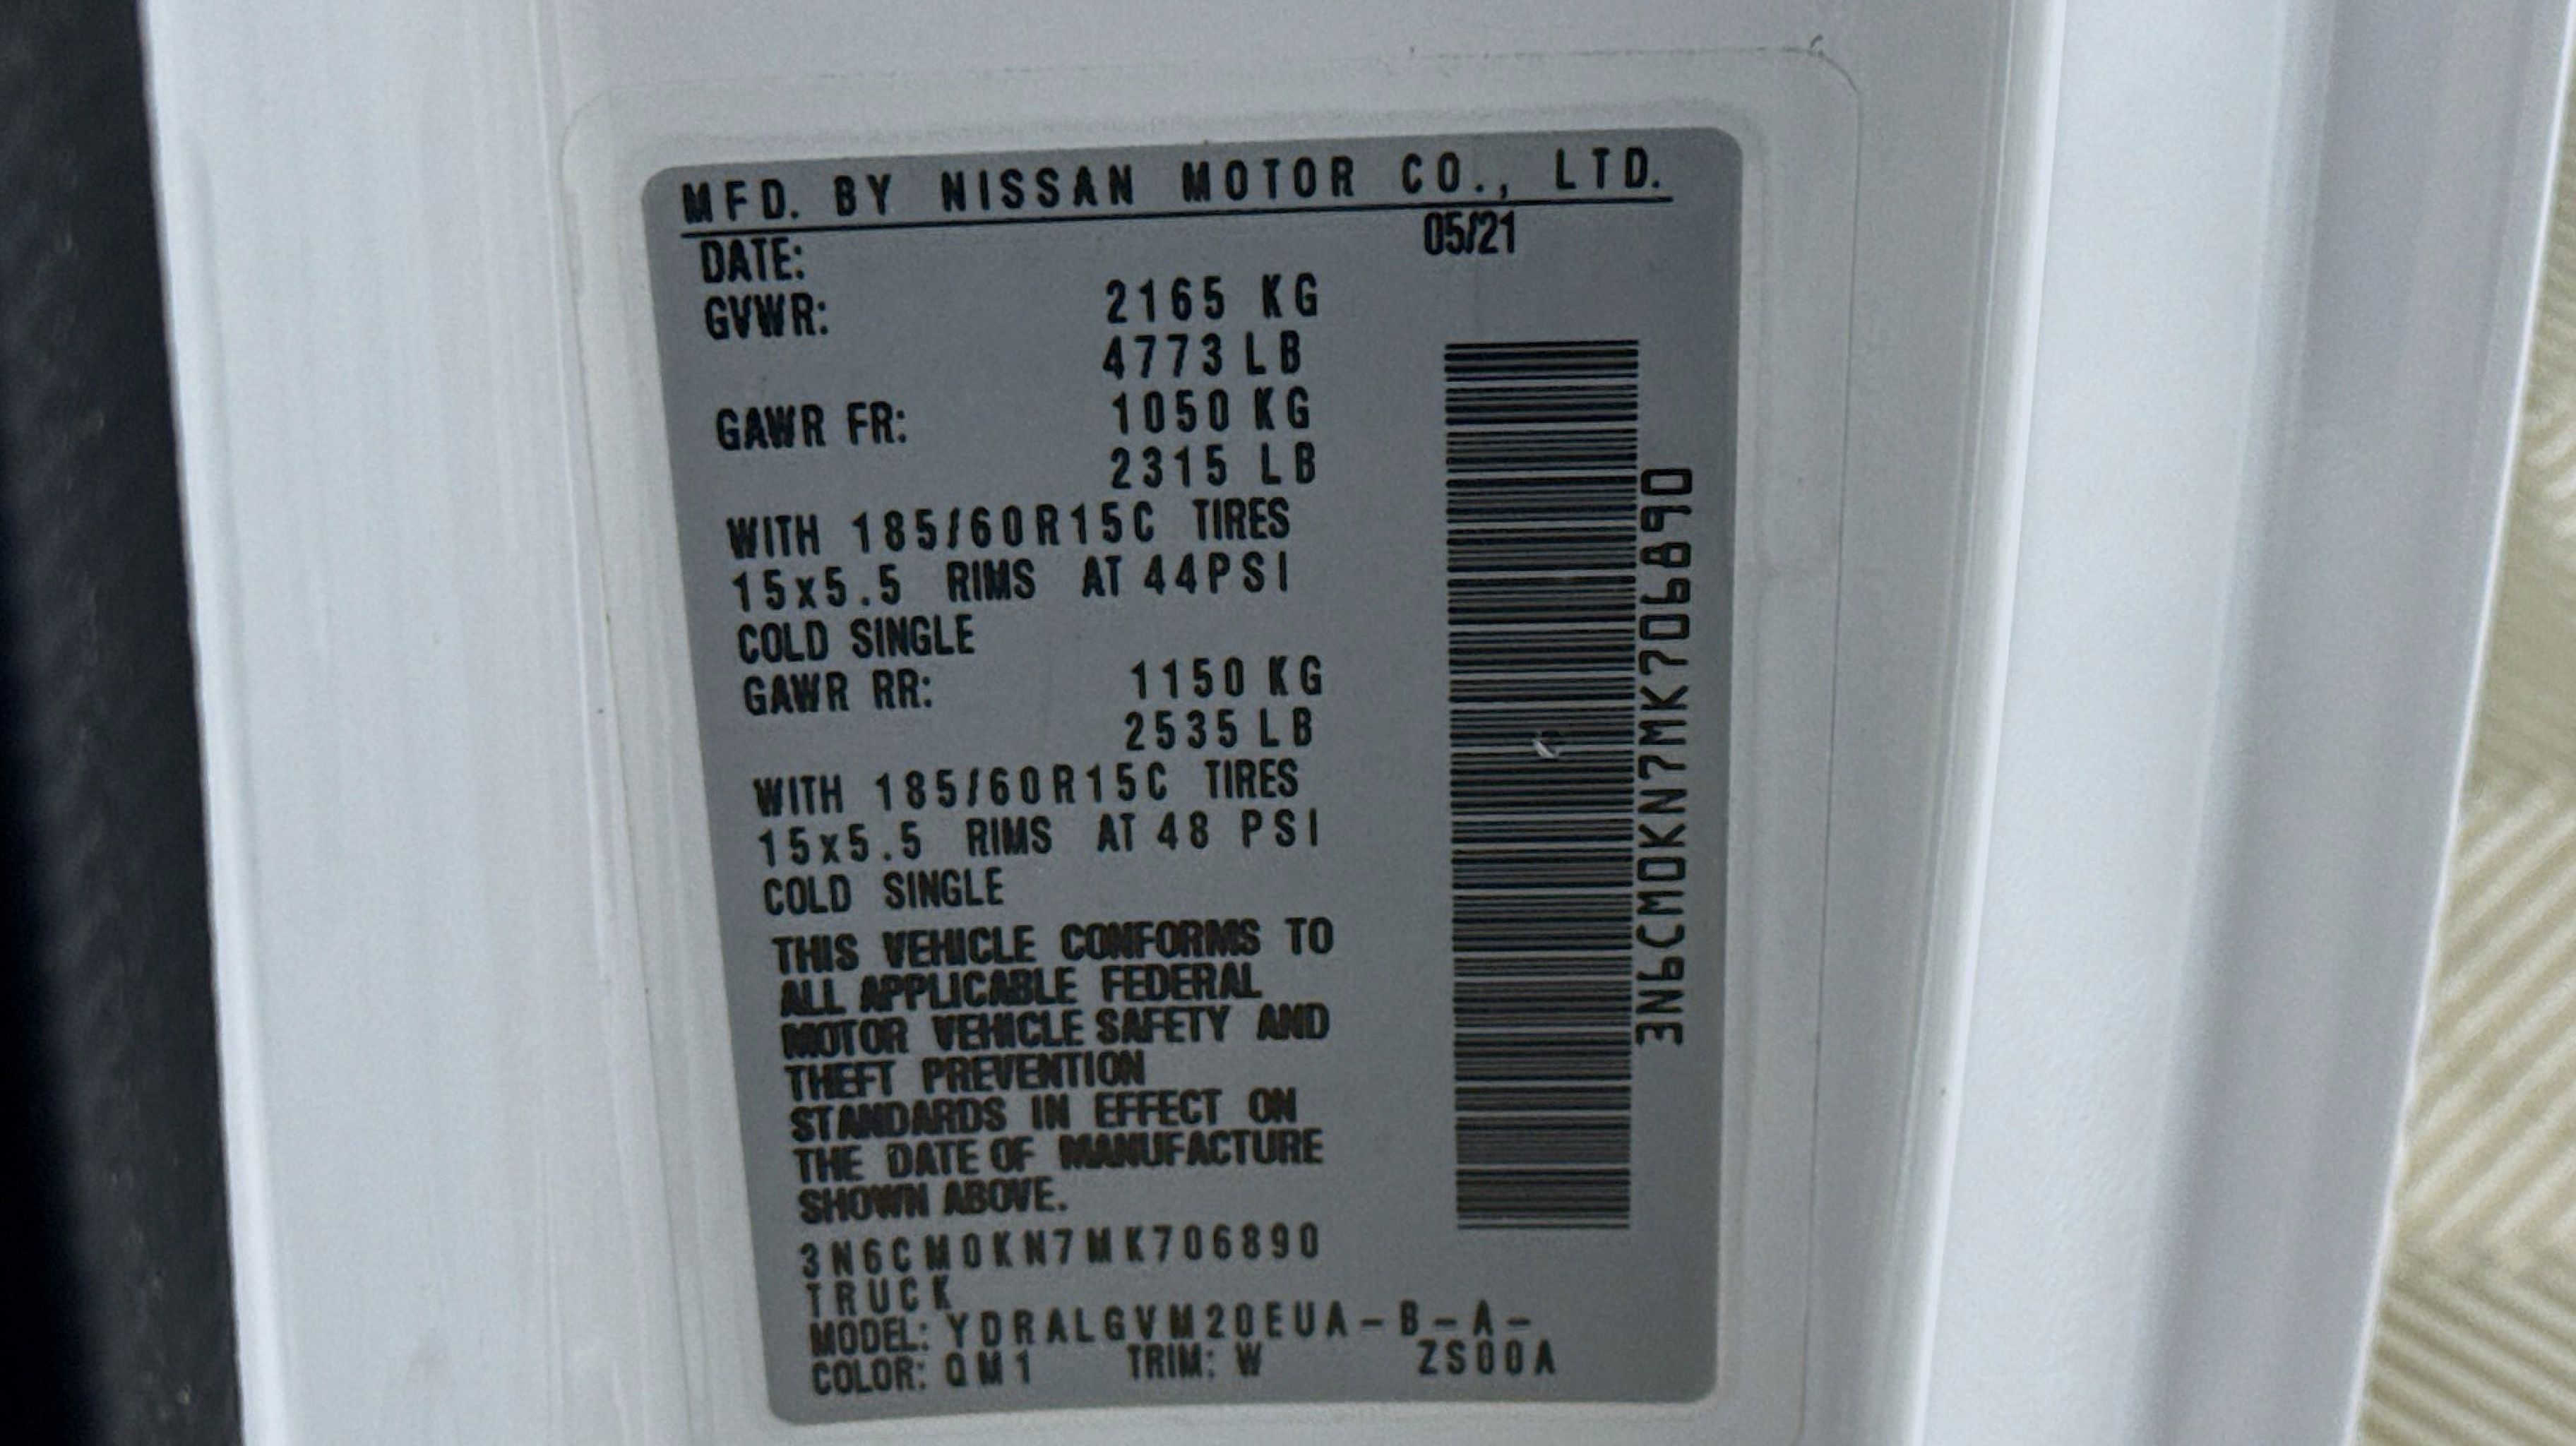 MFD. BY NISSAN MOTOR CO., LTD.
DATE: 05/21
GVWR: 2165 KG
4773 LB
GAWR FR: 1050 KG
2315 LB
WITH 185/60R15C TIRES
15x5.5 RIMS AT 44PSI
COLD SINGLE
GAWR RR: 1150 KG
2535 LB
WITH 185/60R15C TIRES
15x5.5 RIMS AT 48 PSI
COLD SINGLE
THIS VEHICLE CONFORMS TO
ALL APPLICABLE FEDERAL
MOTOR VEHICLE SAFETY AND
THEFT PREVENTION
STANDARDS IN EFFECT ON
THE DATE OF MANUFACTURE
SHOWN ABOVE.
3N6CM0KN7MK706890
TRUCK
MODEL: YDRALGVM20EUA-B-A-
COLOR: QM1 TRIM: W ZS00A
3N6CM0KN7MK706890